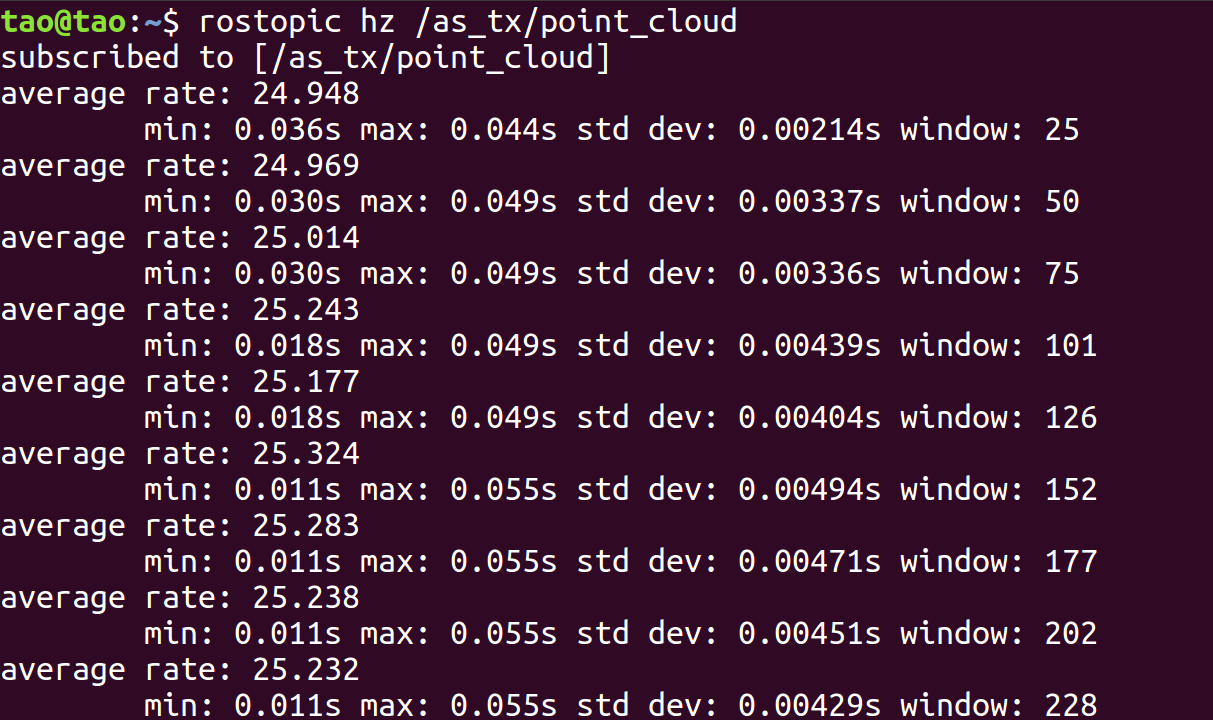 tao@tao:~$ rostopic hz /as_tx/point_cloud
subscribed to [/as_tx/point_cloud]
average rate: 24.948
        min: 0.036s max: 0.044s std dev: 0.00214s window: 25
average rate: 24.969
        min: 0.030s max: 0.049s std dev: 0.00337s window: 50
average rate: 25.014
        min: 0.030s max: 0.049s std dev: 0.00336s window: 75
average rate: 25.243
        min: 0.018s max: 0.049s std dev: 0.00439s window: 101
average rate: 25.177
        min: 0.018s max: 0.049s std dev: 0.00404s window: 126
average rate: 25.324
        min: 0.011s max: 0.055s std dev: 0.00494s window: 152
average rate: 25.283
        min: 0.011s max: 0.055s std dev: 0.00471s window: 177
average rate: 25.238
        min: 0.011s max: 0.055s std dev: 0.00451s window: 202
average rate: 25.232
        min: 0.011s max: 0.055s std dev: 0.00429s window: 228